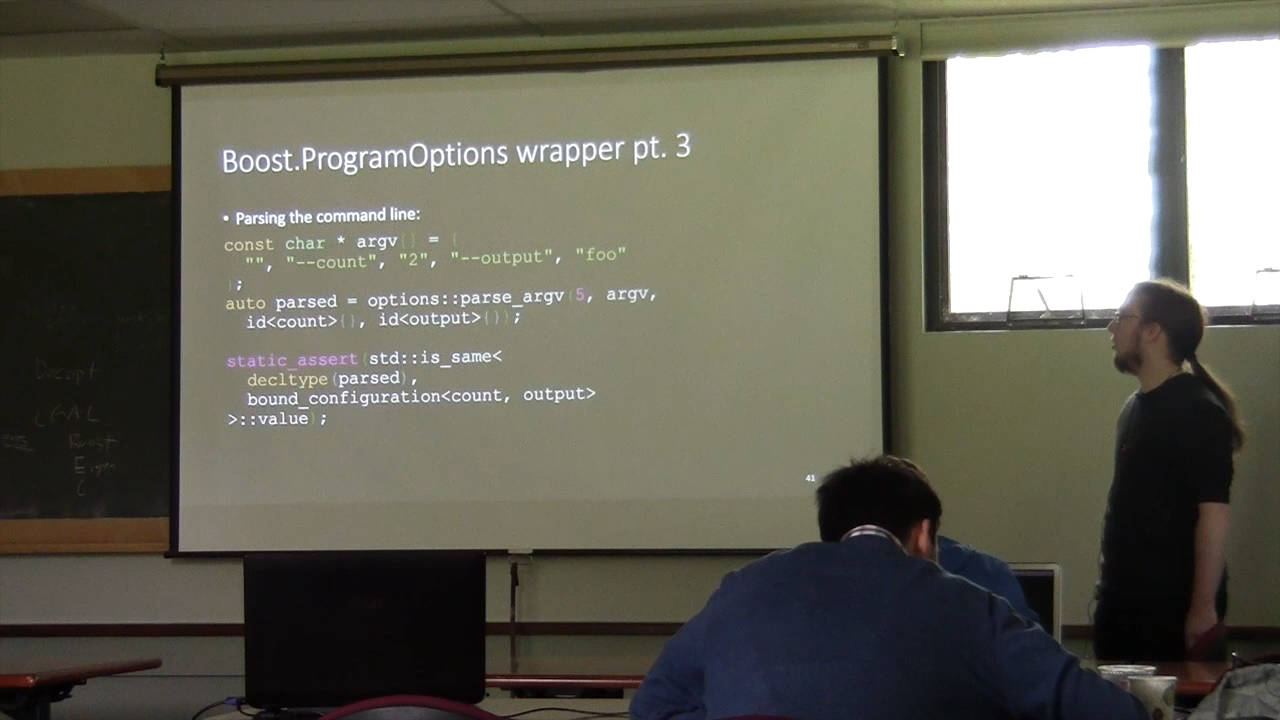 Boost.ProgramOptions wrapper pt. 3
• Parsing the command line:
const char * argv[] = {
"", "--count", "2", "--output", "foo"
};
auto parsed = options::parse_argv(5, argv,
id<count>(), id<output>());
static_assert(std::is_same<
decltype(parsed),
bound_configuration<count, output>
>::value);
41